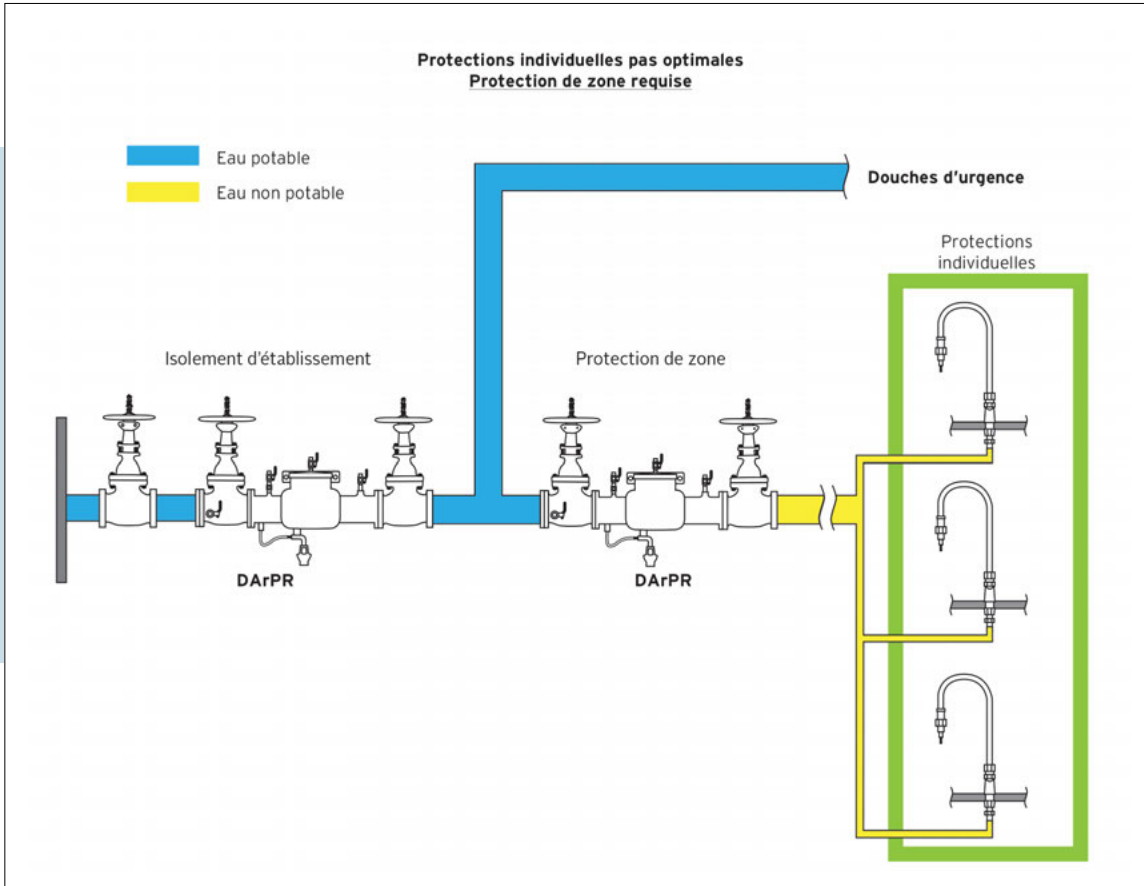 Protections individuelles pas optimales
Protection de zone requise
Eau potable
Eau non potable
Douches d'urgence
Protections
individuelles
Isolement d'établissement
Protection de zone
DArPR
DArPR